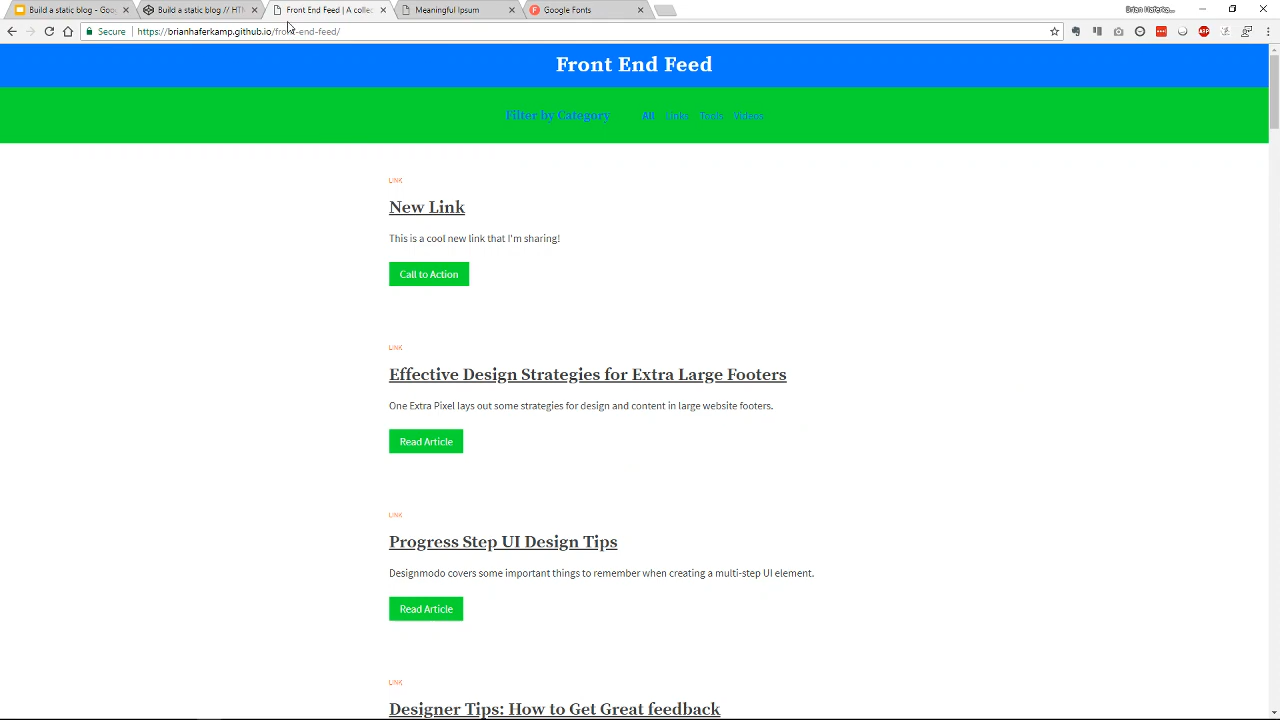 Build a static blog - Goo
Build a static blog // HTM
Front End Feed | A collec
Meaningful Ipsum
Google Fonts
Brian Haferka...
Secure
https://brianhaferkamp.github.io/front-end-feed/
ABP
Front End Feed
Filter by Category All Links Tools Videos
LINK
New Link
This is a cool new link that I'm sharing!
Call to Action
LINK
Effective Design Strategies for Extra Large Footers
One Extra Pixel lays out some strategies for design and content in large website footers.
Read Article
LINK
Progress Step UI Design Tips
Designmodo covers some important things to remember when creating a multi-step UI element.
Read Article
LINK
Designer Tips: How to Get Great feedback